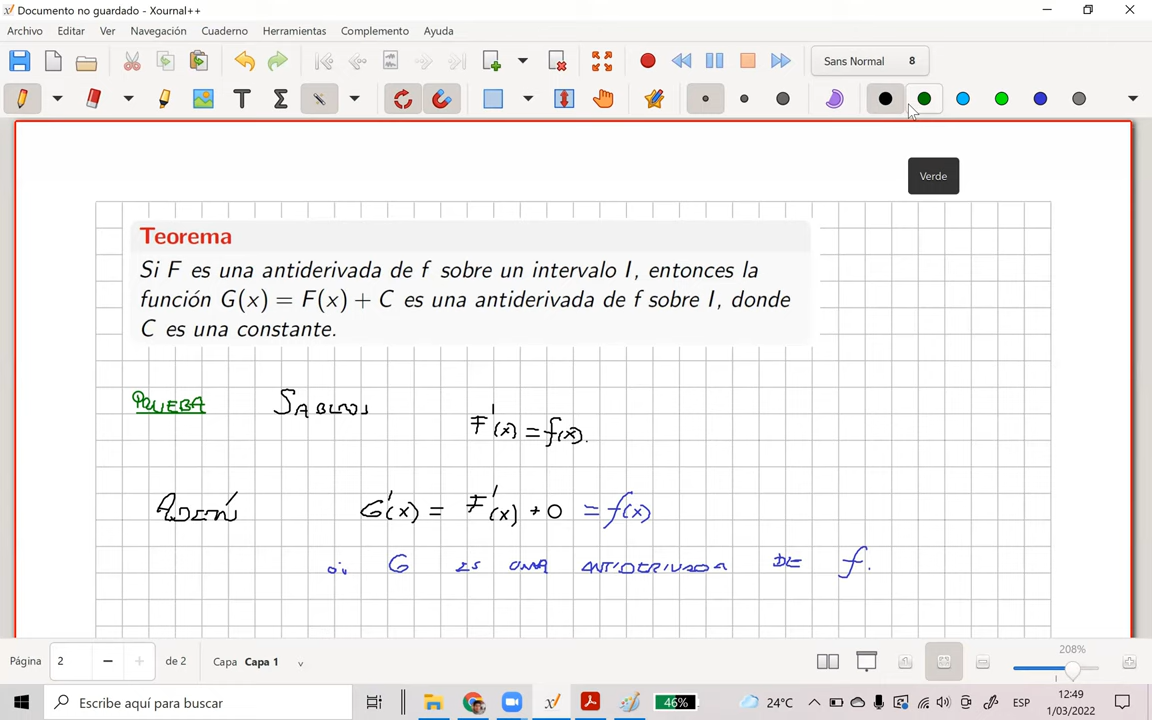 Documento no guardado - Xournal++
Archivo Editar Ver Navegación Cuaderno Herramientas Complemento Ayuda
Sans Normal 8
Verde
Teorema
Si F es una antiderivada de f sobre un intervalo I, entonces la
función G(x) = F(x) + C es una antiderivada de f sobre I, donde
C es una constante.
PRUEBA SABEMOS
F'(x) = f(x).
ADEMÁS G'(x) = F'(x) + 0 = f(x)
∴ G ES UNA ANTIDERIVADA DE f.
Página 2 de 2 Capa Capa 1 208%
Escribe aquí para buscar 46% 24°C ESP 12:49
1/03/2022